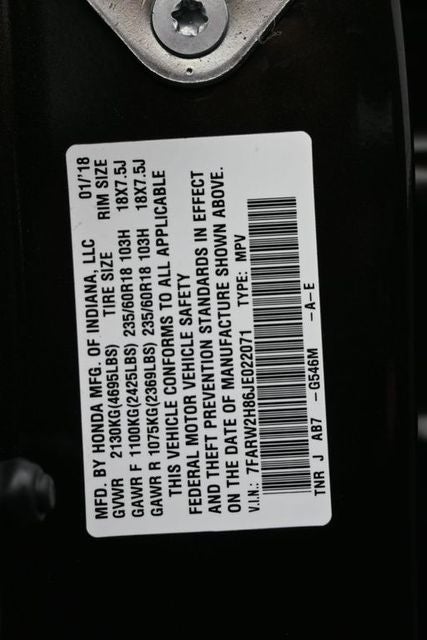 MFD. BY HONDA MFG. OF INDIANA, LLC 01/'18
GVWR 2130KG(4695LBS) TIRE SIZE RIM SIZE
GAWR F 1100KG(2425LBS) 235/60R18 103H 18X7.5J
GAWR R 1075KG(2369LBS) 235/60R18 103H 18X7.5J
THIS VEHICLE CONFORMS TO ALL APPLICABLE
FEDERAL MOTOR VEHICLE SAFETY
AND THEFT PREVENTION STANDARDS IN EFFECT
ON THE DATE OF MANUFACTURE SHOWN ABOVE.
V.I.N.: 7FARW2H86JE022071 TYPE: MPV
TNR J AB7 -G546M -A-E